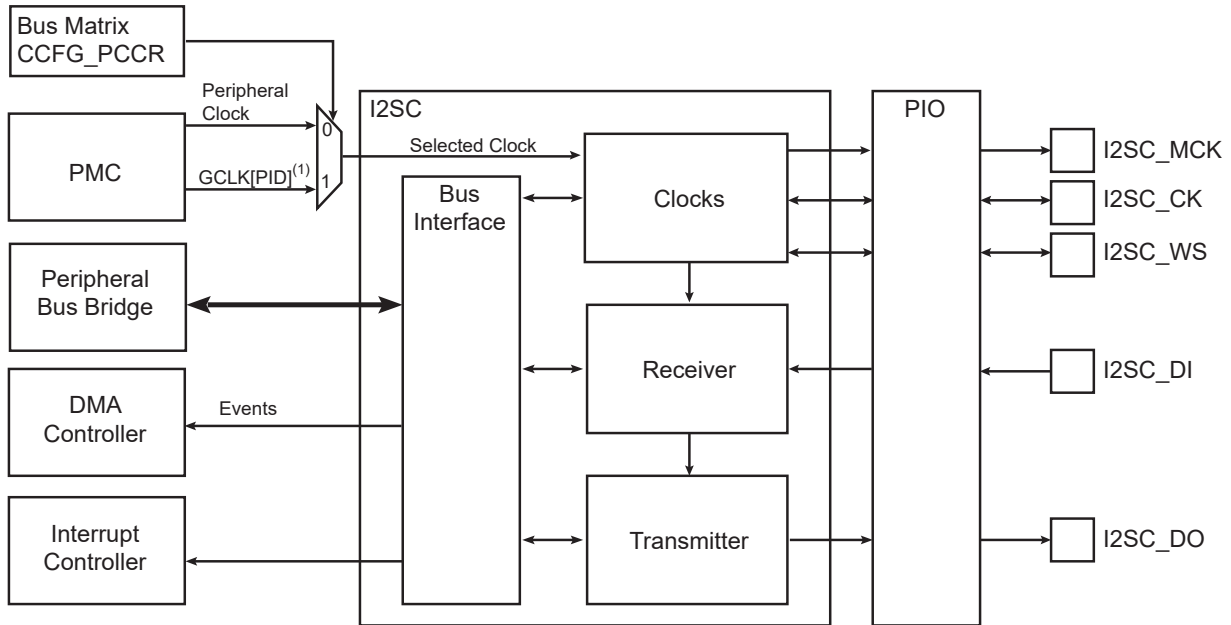 Bus Matrix
CCFG_PCCR
Peripheral
Clock
PMC
GCLK[PID](1)
0
1
I2SC
Selected Clock
Bus
Interface
Clocks
PIO
I2SC_MCK
I2SC_CK
I2SC_WS
Peripheral
Bus Bridge
Receiver
I2SC_DI
DMA
Controller
Events
Interrupt
Controller
Transmitter
I2SC_DO